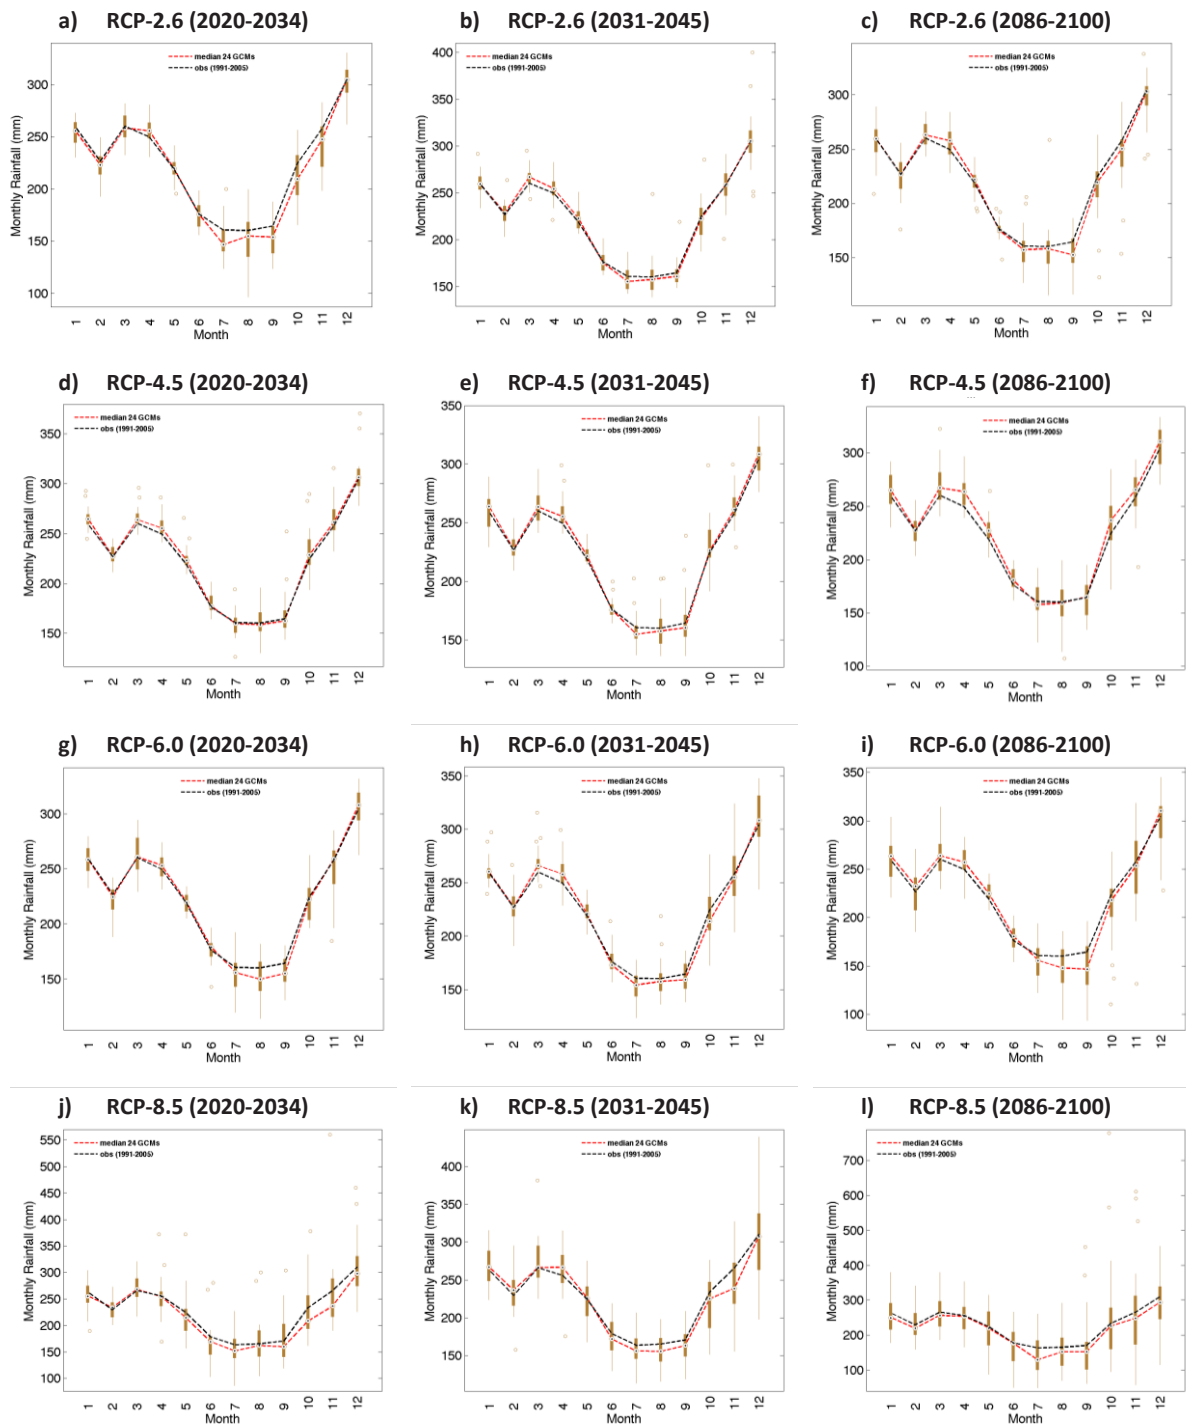 a) RCP-2.6 (2020-2034)
median 24 GCMs
obs (1991-2005)
Monthly Rainfall (mm)
300
250
200
150
100
1 2 3 4 5 6 7 8 9 10 11 12
Month
b) RCP-2.6 (2031-2045)
median 24 GCMs
obs (1991-2005)
Monthly Rainfall (mm)
400
350
300
250
200
150
1 2 3 4 5 6 7 8 9 10 11 12
Month
c) RCP-2.6 (2086-2100)
median 24 GCMs
obs (1991-2005)
Monthly Rainfall (mm)
300
250
200
150
1 2 3 4 5 6 7 8 9 10 11 12
Month
d) RCP-4.5 (2020-2034)
median 24 GCMs
obs (1991-2005)
Monthly Rainfall (mm)
350
300
250
200
150
1 2 3 4 5 6 7 8 9 10 11 12
Month
e) RCP-4.5 (2031-2045)
median 24 GCMs
obs (1991-2005)
Monthly Rainfall (mm)
350
300
250
200
150
1 2 3 4 5 6 7 8 9 10 11 12
Month
f) RCP-4.5 (2086-2100)
...
median 24 GCMs
obs (1991-2005)
Monthly Rainfall (mm)
300
250
200
150
100
1 2 3 4 5 6 7 8 9 10 11 12
Month
g) RCP-6.0 (2020-2034)
median 24 GCMs
obs (1991-2005)
Monthly Rainfall (mm)
300
250
200
150
1 2 3 4 5 6 7 8 9 10 11 12
Month
h) RCP-6.0 (2031-2045)
median 24 GCMs
obs (1991-2005)
Monthly Rainfall (mm)
350
300
250
200
150
1 2 3 4 5 6 7 8 9 10 11 12
Month
i) RCP-6.0 (2086-2100)
median 24 GCMs
obs (1991-2005)
Monthly Rainfall (mm)
350
300
250
200
150
100
1 2 3 4 5 6 7 8 9 10 11 12
Month
j) RCP-8.5 (2020-2034)
median 24 GCMs
obs (1991-2005)
Monthly Rainfall (mm)
550
500
450
400
350
300
250
200
150
100
1 2 3 4 5 6 7 8 9 10 11 12
Month
k) RCP-8.5 (2031-2045)
median 24 GCMs
obs (1991-2005)
Monthly Rainfall (mm)
400
350
300
250
200
150
1 2 3 4 5 6 7 8 9 10 11 12
Month
l) RCP-8.5 (2086-2100)
median 24 GCMs
obs (1991-2005)
Monthly Rainfall (mm)
700
600
500
400
300
200
100
1 2 3 4 5 6 7 8 9 10 11 12
Month